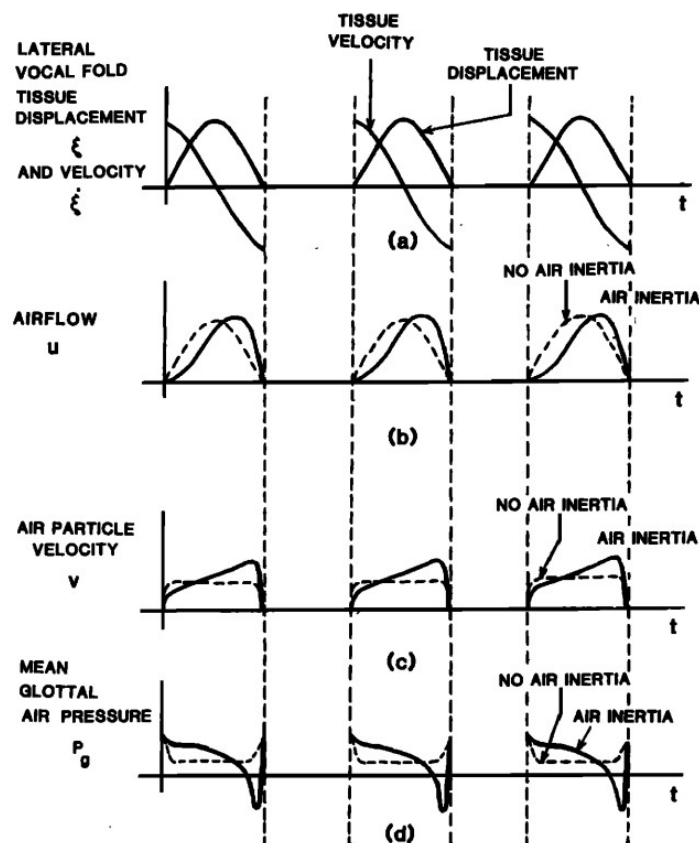 LATERAL
VOCAL FOLD
TISSUE
DISPLACEMENT
ξ
AND VELOCITY
ξ̇
TISSUE
VELOCITY
TISSUE
DISPLACEMENT
t
(a)
AIRFLOW
u
NO AIR INERTIA
AIR INERTIA
t
(b)
AIR PARTICLE
VELOCITY
v
NO AIR INERTIA
AIR INERTIA
t
(c)
MEAN
GLOTTAL
AIR PRESSURE
Pg
NO AIR INERTIA
AIR INERTIA
t
(d)